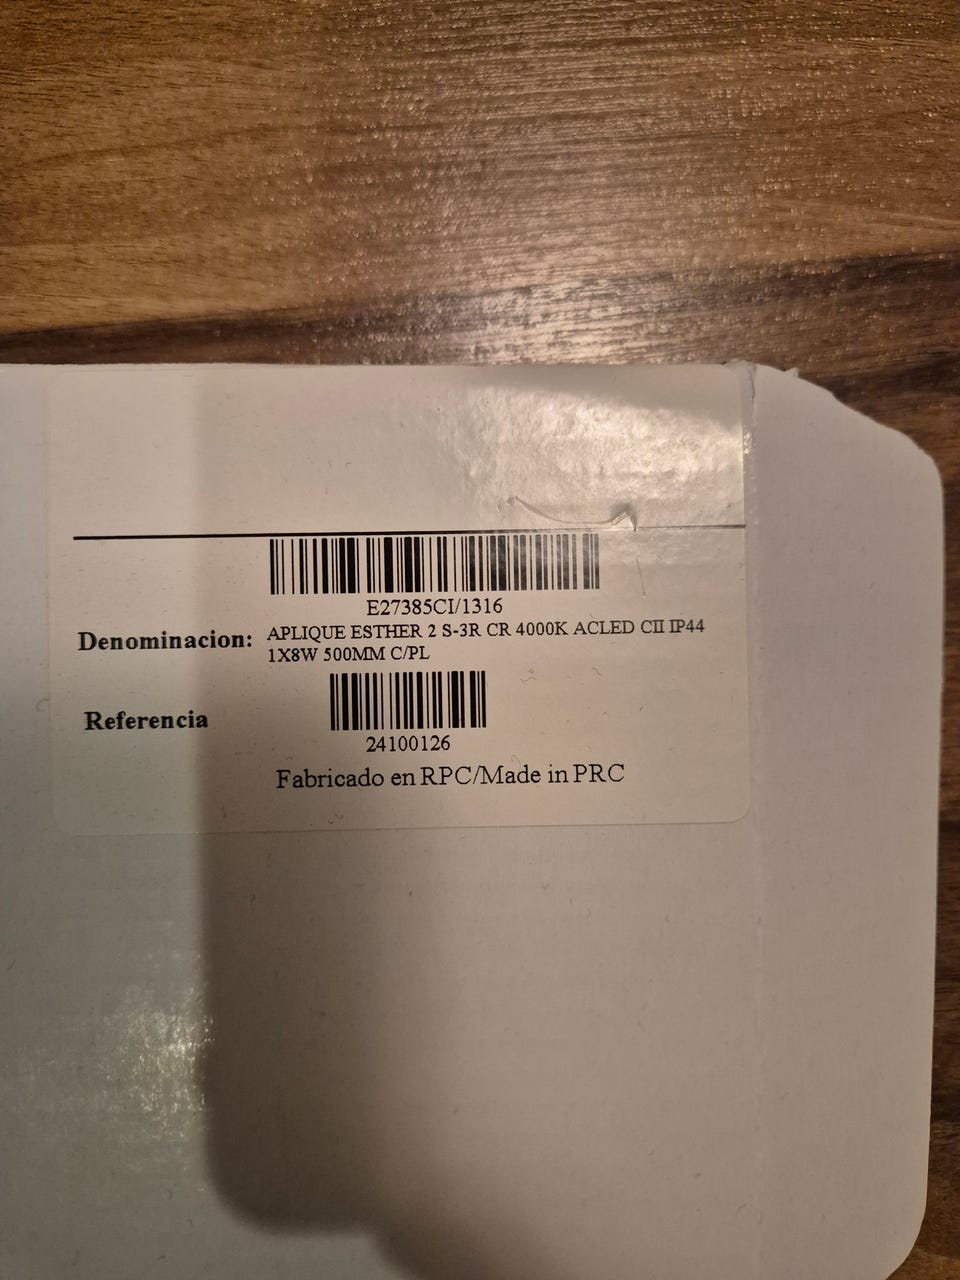 E27385CI/1316
Denominacion: APLIQUE ESTHER 2 S-3R CR 4000K ACLED CII IP44
1X8W 500MM C/PL
Referencia
24100126
Fabricado en RPC/Made in PRC